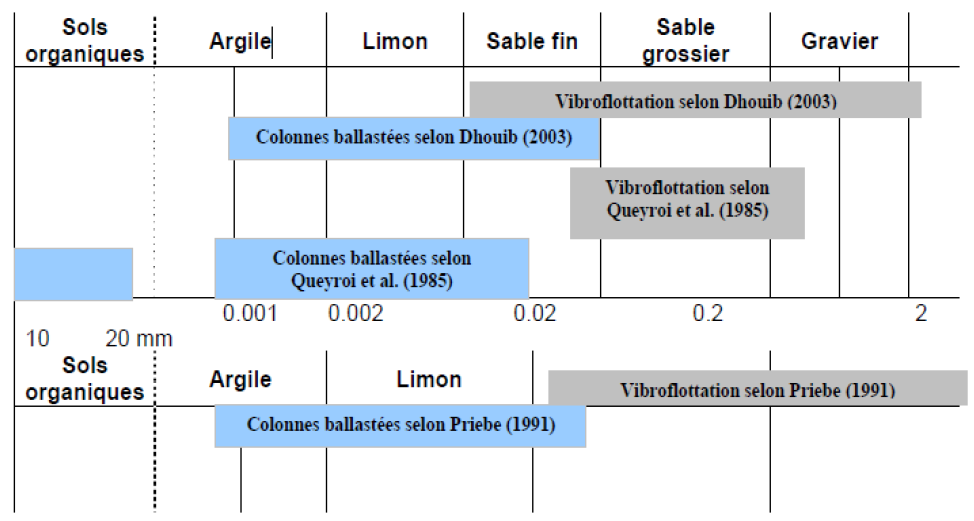 Sols
organiques
Argile
Limon
Sable fin
Sable
grossier
Gravier
Vibroflottation selon Dhouib (2003)
Colonnes ballastées selon Dhouib (2003)
Vibroflottation selon
Queyroi et al. (1985)
Colonnes ballastées selon
Queyroi et al. (1985)
0.001 0.002 0.02 0.2 2
10 20 mm
Sols
organiques
Argile
Limon
Vibroflottation selon Priebe (1991)
Colonnes ballastées selon Priebe (1991)